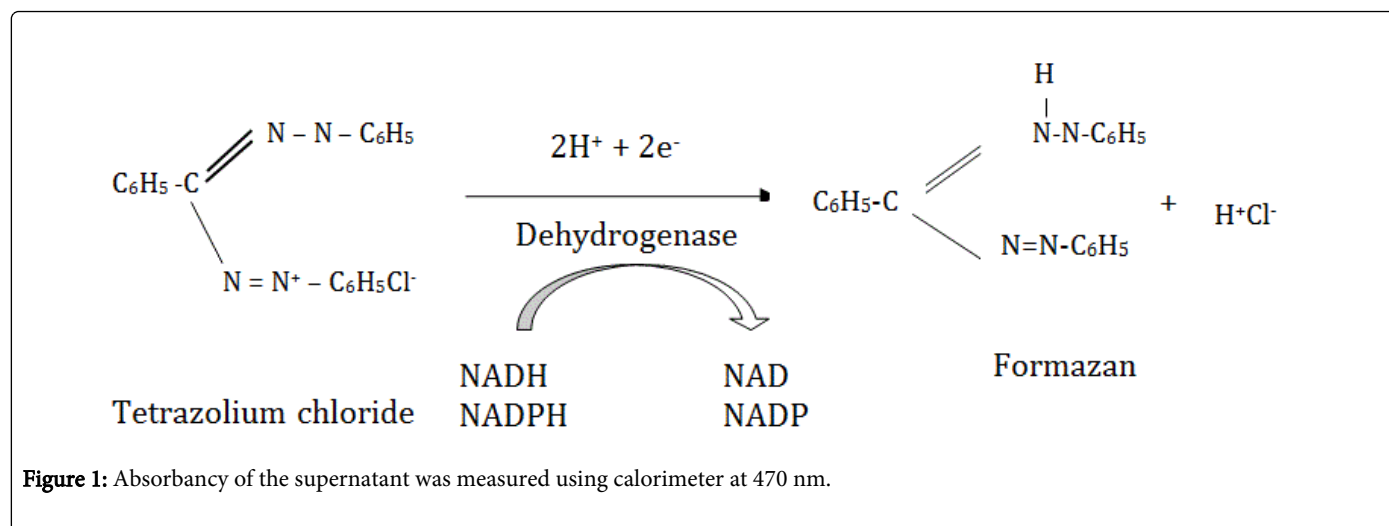 H
N – N – C₆H₅
2H⁺ + 2e⁻
N-N-C₆H₅
C₆H₅ -C
C₆H₅-C
+
H⁺Cl⁻
Dehydrogenase
N=N-C₆H₅
N = N⁺ – C₆H₅Cl⁻
NADH
NAD
Formazan
Tetrazolium chloride
NADPH
NADP
Figure 1: Absorbancy of the supernatant was measured using calorimeter at 470 nm.